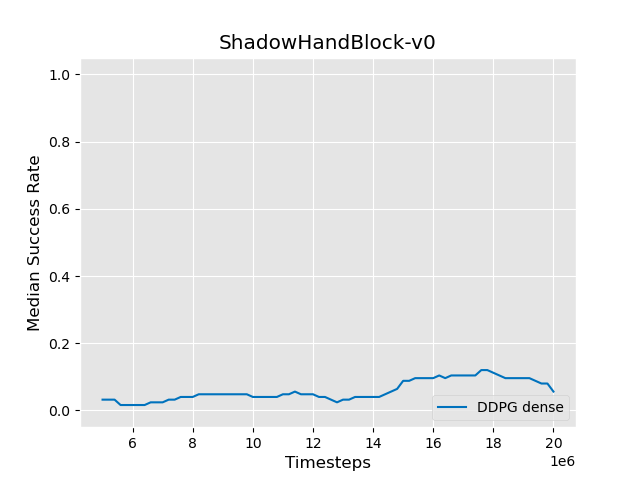 ShadowHandBlock-v0
Median Success Rate
1.0
0.8
0.6
0.4
0.2
0.0
DDPG dense
6 8 10 12 14 16 18 20
1e6
Timesteps